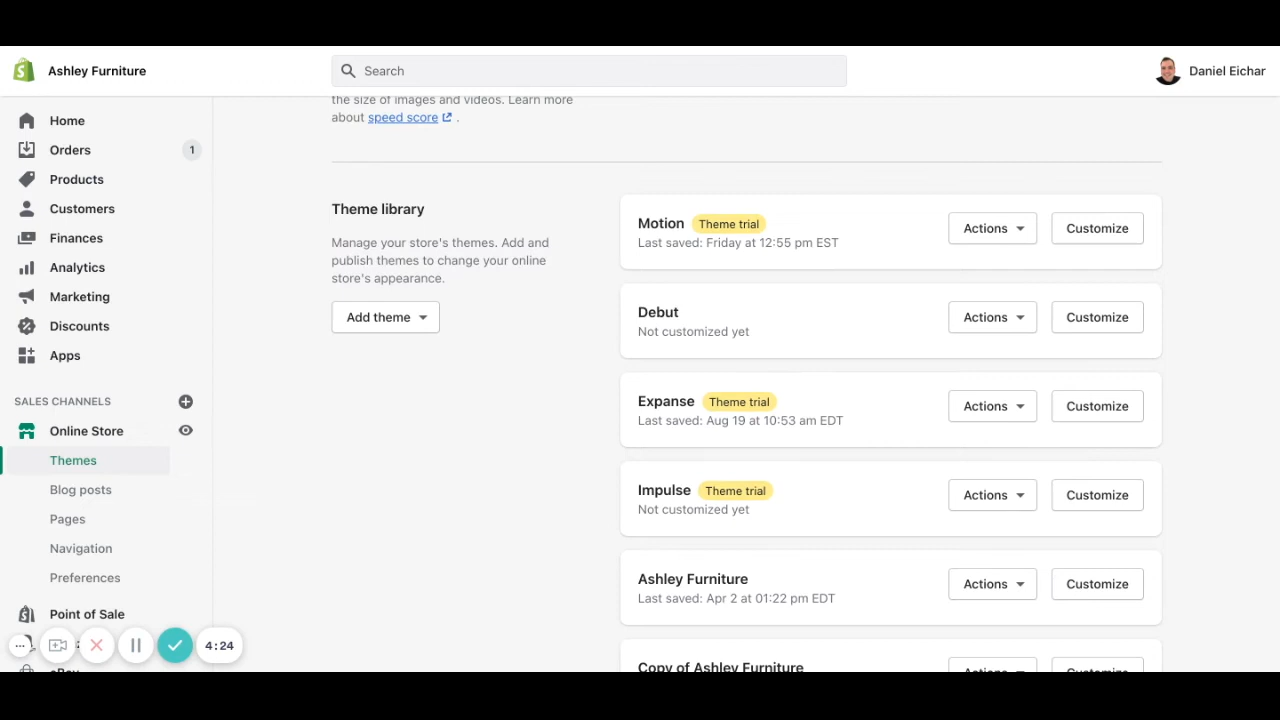 Ashley Furniture
Search
Daniel Eichar
Home
Orders
1
Products
Customers
Finances
Analytics
Marketing
Discounts
Apps
SALES CHANNELS
Online Store
Themes
Blog posts
Pages
Navigation
Preferences
Point of Sale
eBay
4:24
the size of images and videos. Learn more
about speed score .
Theme library
Manage your store's themes. Add and
publish themes to change your online
store's appearance.
Add theme
Motion Theme trial
Last saved: Friday at 12:55 pm EST
Actions
Customize
Debut
Not customized yet
Actions
Customize
Expanse Theme trial
Last saved: Aug 19 at 10:53 am EDT
Actions
Customize
Impulse Theme trial
Not customized yet
Actions
Customize
Ashley Furniture
Last saved: Apr 2 at 01:22 pm EDT
Actions
Customize
Copy of Ashley Furniture
Actions
Customize